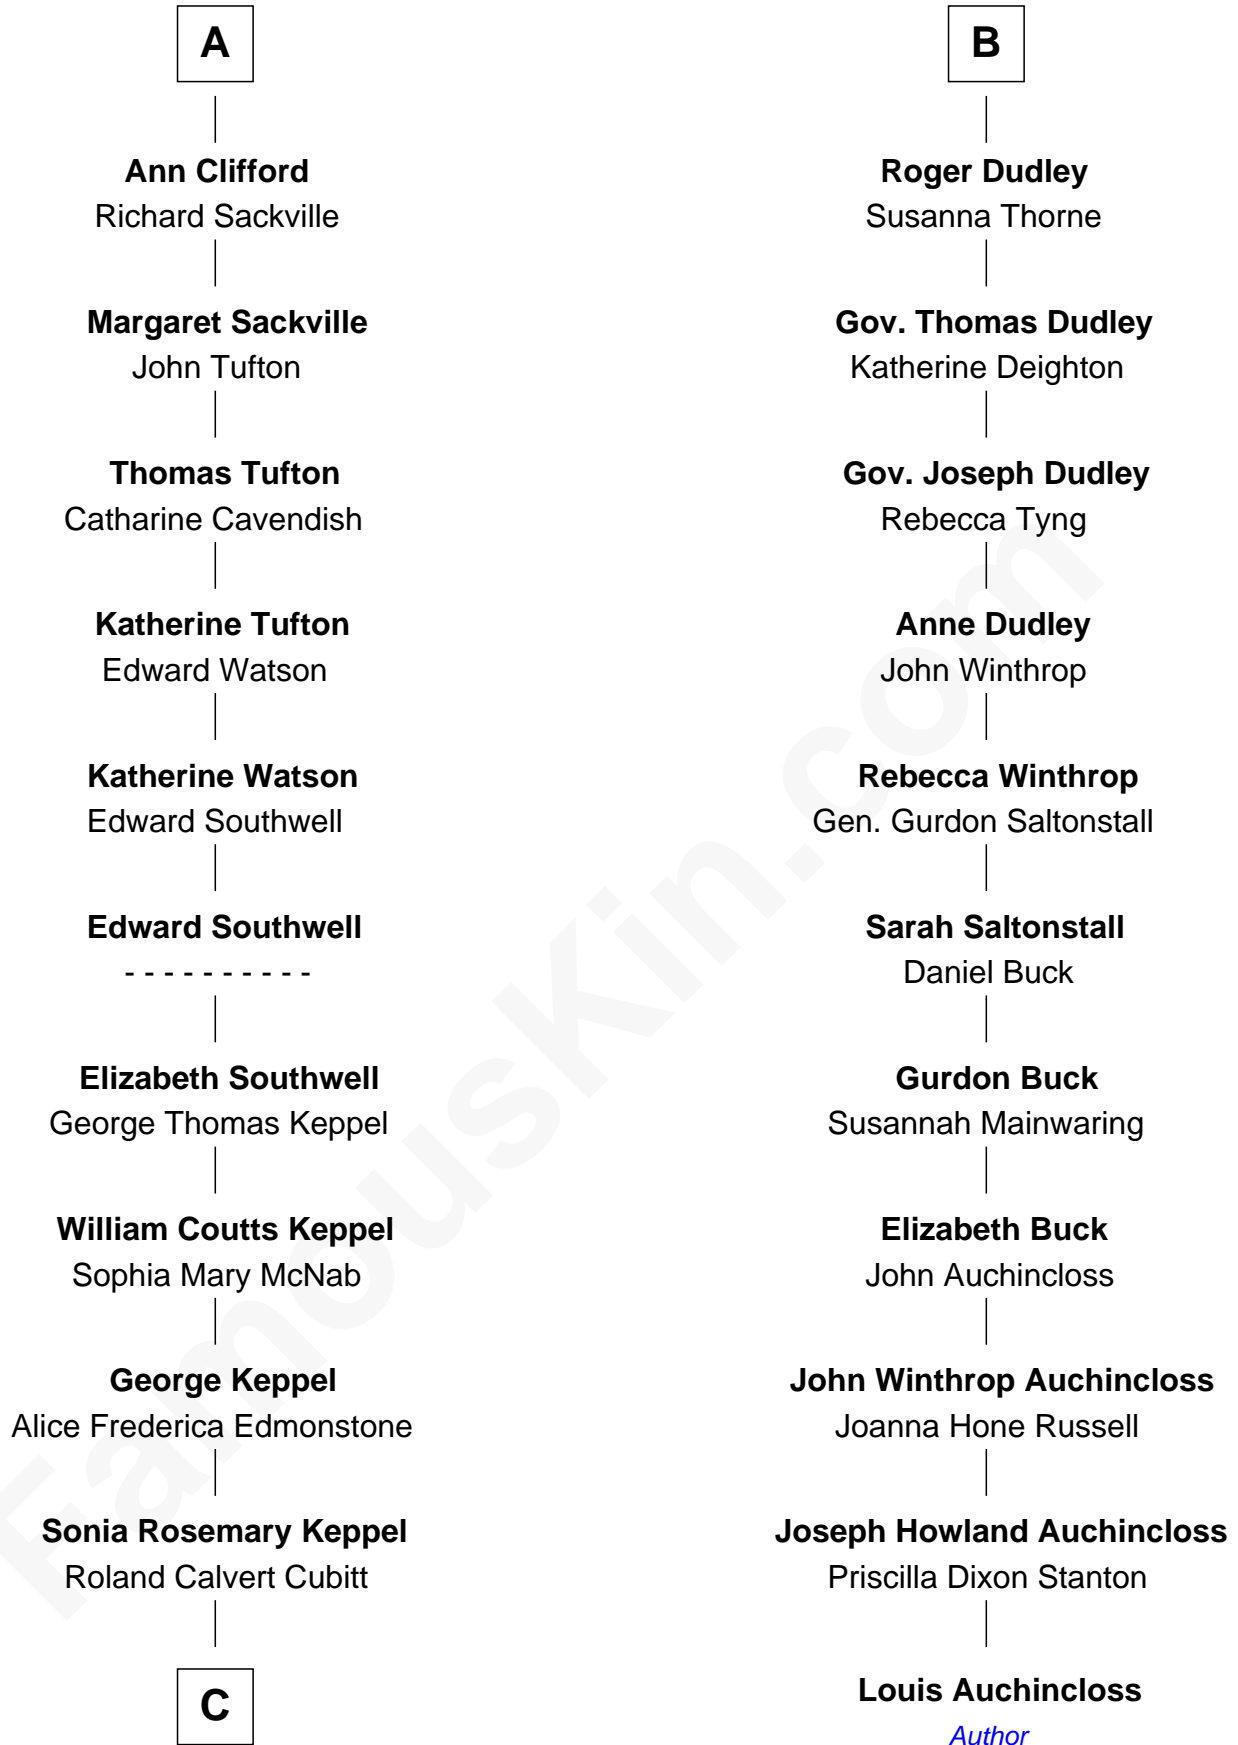 A
Ann Clifford
Richard Sackville
Margaret Sackville
John Tufton
Thomas Tufton
Catharine Cavendish
Katherine Tufton
Edward Watson
Katherine Watson
Edward Southwell
Edward Southwell
- - - - - - - - - -
Elizabeth Southwell
George Thomas Keppel
William Coutts Keppel
Sophia Mary McNab
George Keppel
Alice Frederica Edmonstone
Sonia Rosemary Keppel
Roland Calvert Cubitt
C
B
Roger Dudley
Susanna Thorne
Gov. Thomas Dudley
Katherine Deighton
Gov. Joseph Dudley
Rebecca Tyng
Anne Dudley
John Winthrop
Rebecca Winthrop
Gen. Gurdon Saltonstall
Sarah Saltonstall
Daniel Buck
Gurdon Buck
Susannah Mainwaring
Elizabeth Buck
John Auchincloss
John Winthrop Auchincloss
Joanna Hone Russell
Joseph Howland Auchincloss
Priscilla Dixon Stanton
Louis Auchincloss
Author
FamousKin.com